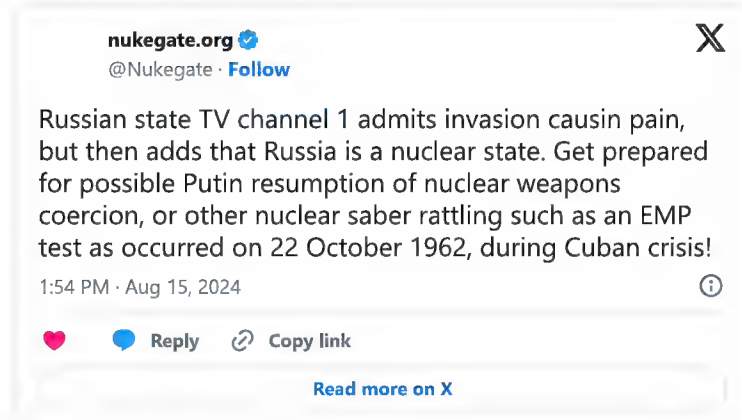 nukegate.org
@Nukegate · Follow
Russian state TV channel 1 admits invasion causin pain,
but then adds that Russia is a nuclear state. Get prepared
for possible Putin resumption of nuclear weapons
coercion, or other nuclear saber rattling such as an EMP
test as occurred on 22 October 1962, during Cuban crisis!
1:54 PM · Aug 15, 2024
Reply Copy link
Read more on X